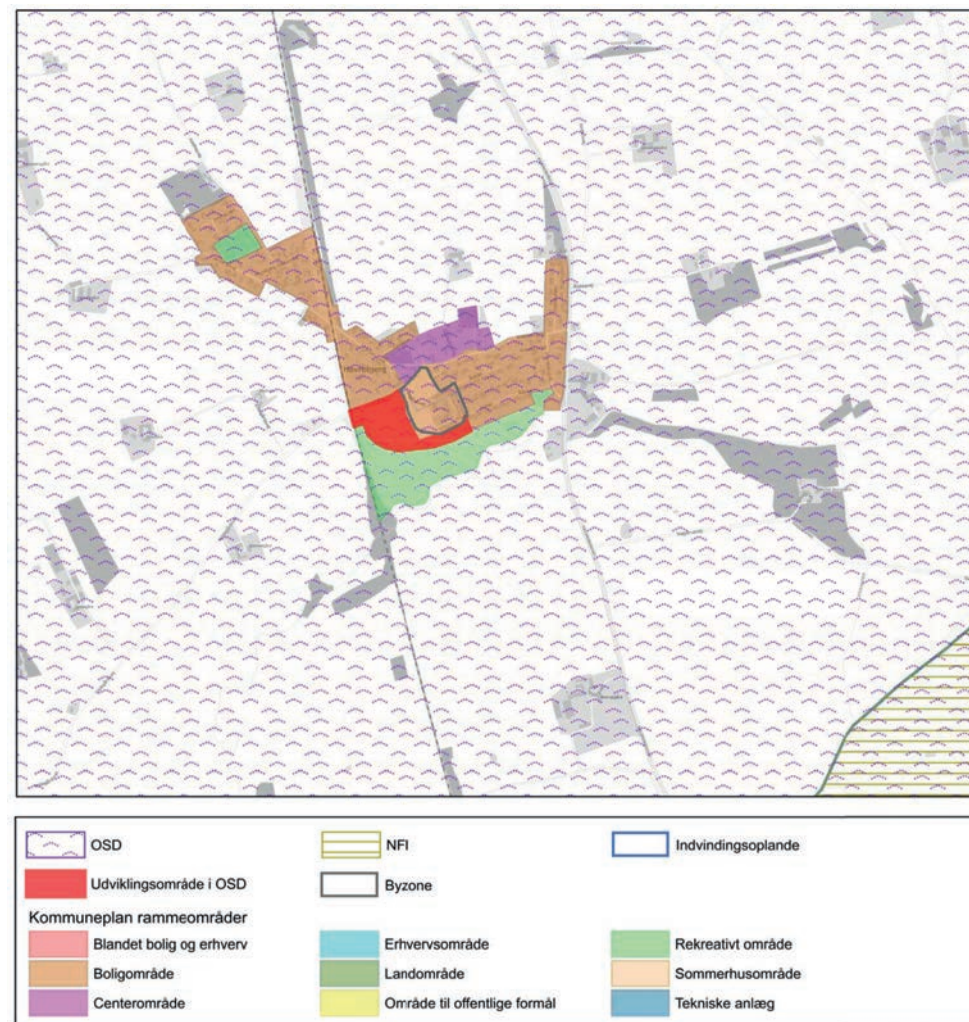 OSD
NFI
Indvindingsoplande
Udviklingsområde i OSD
Byzone
Kommuneplan rammeområder
Blandet bolig og erhverv
Erhvervsområde
Rekreativt område
Boligområde
Landområde
Sommerhusområde
Centerområde
Område til offentlige formål
Tekniske anlæg